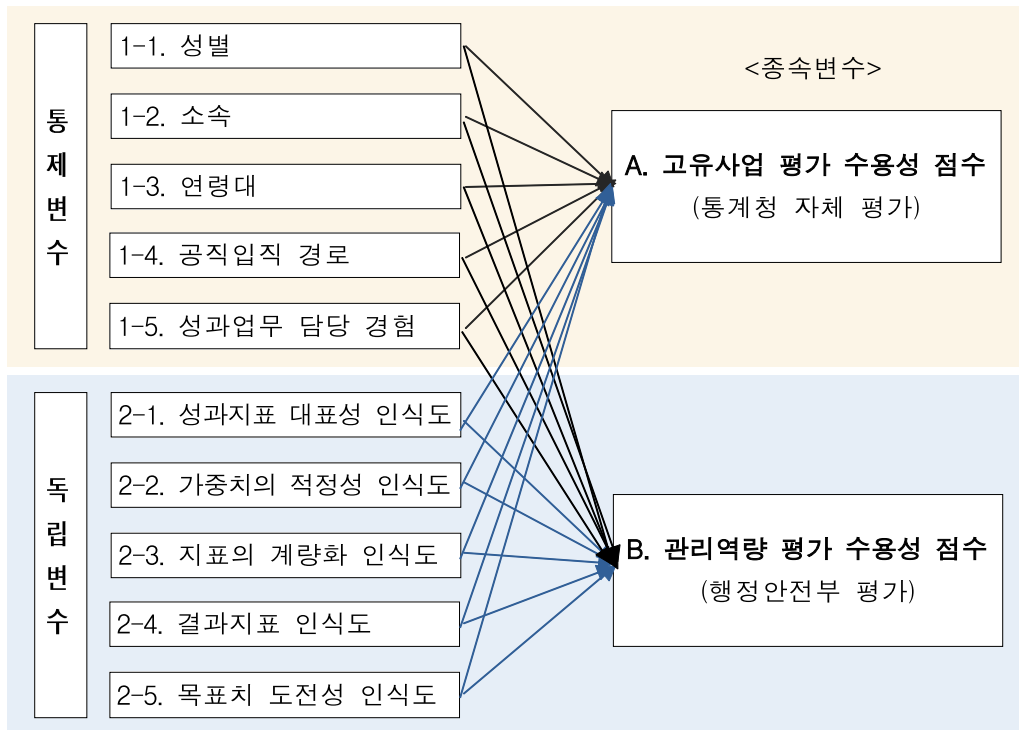 통제변수
1-1. 성별
1-2. 소속
1-3. 연령대
1-4. 공직입직 경로
1-5. 성과업무 담당 경험
<종속변수>
A. 고유사업 평가 수용성 점수
(통계청 자체 평가)
독립변수
2-1. 성과지표 대표성 인식도
2-2. 가중치의 적정성 인식도
2-3. 지표의 계량화 인식도
2-4. 결과지표 인식도
2-5. 목표치 도전성 인식도
B. 관리역량 평가 수용성 점수
(행정안전부 평가)